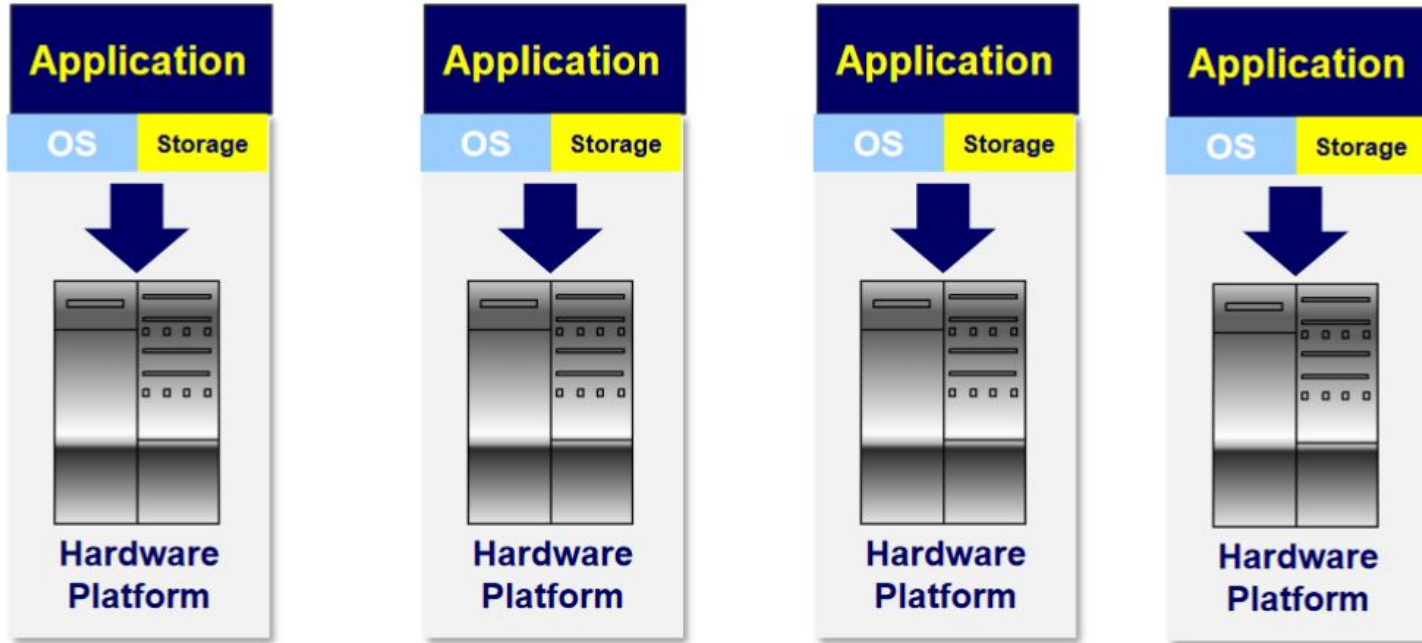 Application
OS Storage
Hardware
Platform
Application
OS Storage
Hardware
Platform
Application
OS Storage
Hardware
Platform
Application
OS Storage
Hardware
Platform